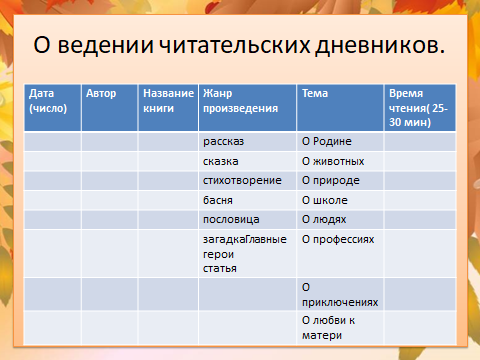 О ведении читательских дневников.
Дата Автор Название Жанр Тема Время
(число) книги произведения чтения( 25-
30 мин)
рассказ О Родине
сказка О животных
стихотворение О природе
басня О школе
пословица О людях
загадкаГлавные О профессиях
герои
статья
О
приключениях
О любви к
матери